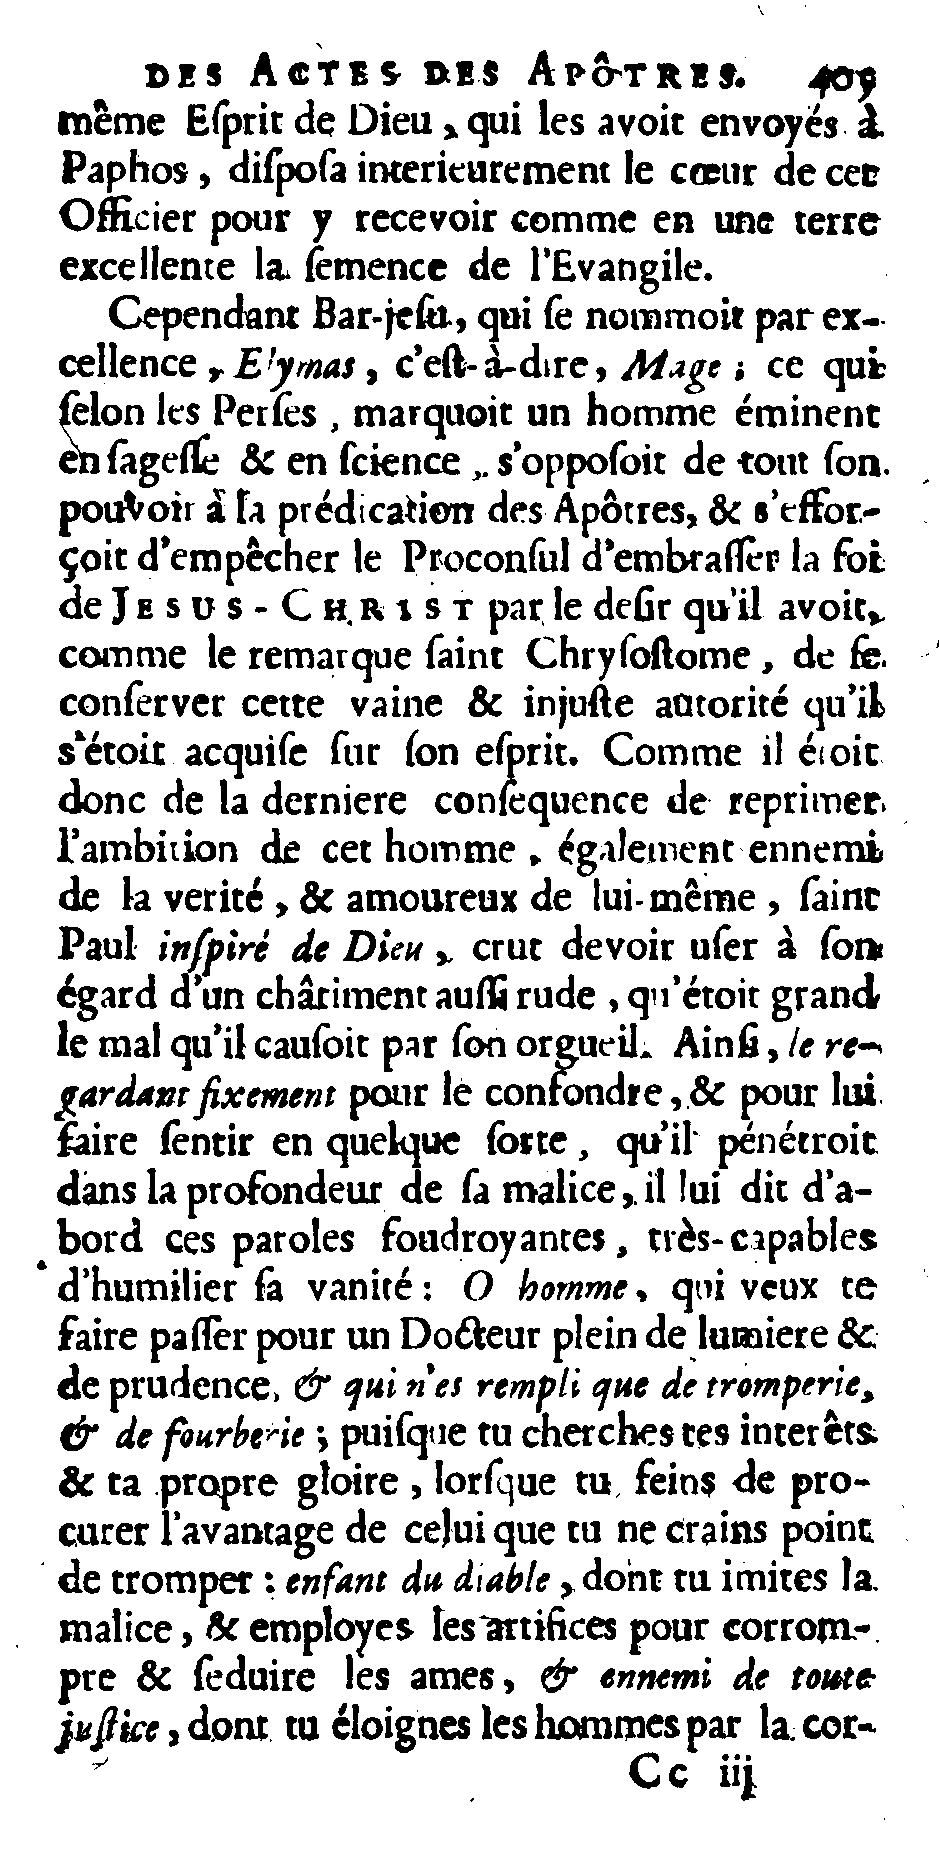 DES ACTES DES APÔTRES. 409
même Eſprit de Dieu, qui les avoit envoyés à
Paphos, diſpoſa interieurement le cœur de cet
Officier pour y recevoir comme en une terre
excellente la ſemence de l'Evangile.
Cependant Bar-jeſu, qui ſe nommoit par ex-
cellence, Elymas, c'eſt-à-dire, Mage; ce qui
ſelon les Perſes, marquoit un homme éminent
en ſageſſe & en ſcience, s'oppoſoit de tout ſon
pouvoir à la prédication des Apôtres, & s'effor-
çoit d'empêcher le Proconſul d'embraſſer la foi
de JESUS-CHRIST par le deſir qu'il avoit,
comme le remarque ſaint Chryſoſtome, de ſe
conſerver cette vaine & injuſte autorité qu'il
s'étoit acquiſe ſur ſon eſprit. Comme il étoit
donc de la derniere conſequence de reprimer
l'ambition de cet homme, également ennemi
de la verité, & amoureux de lui-même, ſaint
Paul inſpiré de Dieu, crut devoir uſer à ſon
égard d'un châtiment auſſi rude, qu'étoit grand
le mal qu'il cauſoit par ſon orgueil. Ainſi, le re-
gardant fixement pour le confondre, & pour lui
faire ſentir en quelque ſorte, qu'il pénétroit
dans la profondeur de ſa malice, il lui dit d'a-
bord ces paroles foudroyantes, très-capables
d'humilier ſa vanité: O homme, qui veux te
faire paſſer pour un Docteur plein de lumiere &
de prudence, & qui n'es rempli que de tromperie,
& de fourberie; puiſque tu cherches tes interêts
& ta propre gloire, lorſque tu feins de pro-
curer l'avantage de celui que tu ne crains point
de tromper: enfant du diable, dont tu imites la
malice, & employes les artifices pour corrom-
pre & ſeduire les ames, & ennemi de toute
juſtice, dont tu éloignes les hommes par la cor-
Cc iij